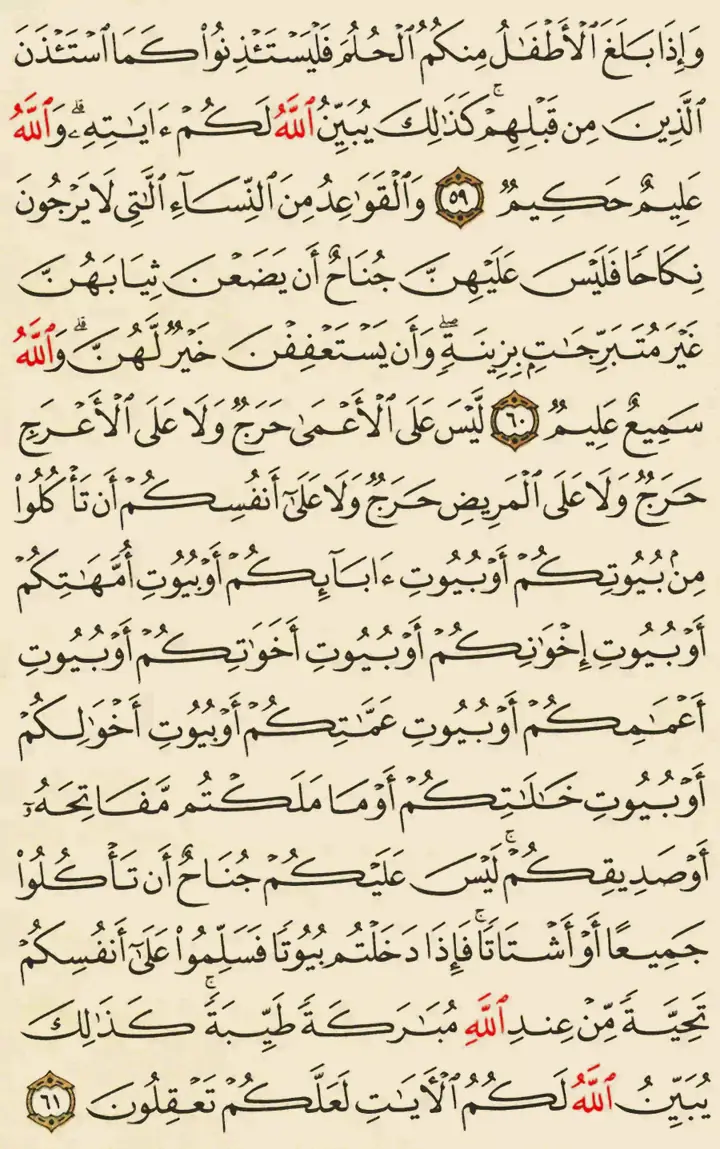 وَإِذَا بَلَغَ ٱلْأَطْفَٰلُ مِنكُمُ ٱلْحُلُمَ فَلْيَسْتَـْٔذِنُوا۟ كَمَا ٱسْتَـْٔذَنَ
ٱلَّذِينَ مِن قَبْلِهِمْ ۚ كَذَٰلِكَ يُبَيِّنُ ٱللَّهُ لَكُمْ ءَايَٰتِهِۦ ۗ وَٱللَّهُ
عَلِيمٌ حَكِيمٌ ۝٥٩ وَٱلْقَوَٰعِدُ مِنَ ٱلنِّسَآءِ ٱلَّٰتِى لَا يَرْجُونَ
نِكَاحًا فَلَيْسَ عَلَيْهِنَّ جُنَاحٌ أَن يَضَعْنَ ثِيَابَهُنَّ
غَيْرَ مُتَبَرِّجَٰتٍۭ بِزِينَةٍ ۖ وَأَن يَسْتَعْفِفْنَ خَيْرٌ لَّهُنَّ ۗ وَٱللَّهُ
سَمِيعٌ عَلِيمٌ ۝٦٠ لَّيْسَ عَلَى ٱلْأَعْمَىٰ حَرَجٌ وَلَا عَلَى ٱلْأَعْرَجِ
حَرَجٌ وَلَا عَلَى ٱلْمَرِيضِ حَرَجٌ وَلَا عَلَىٰٓ أَنفُسِكُمْ أَن تَأْكُلُوا۟
مِنۢ بُيُوتِكُمْ أَوْ بُيُوتِ ءَابَآئِكُمْ أَوْ بُيُوتِ أُمَّهَٰتِكُمْ
أَوْ بُيُوتِ إِخْوَٰنِكُمْ أَوْ بُيُوتِ أَخَوَٰتِكُمْ أَوْ بُيُوتِ
أَعْمَٰمِكُمْ أَوْ بُيُوتِ عَمَّٰتِكُمْ أَوْ بُيُوتِ أَخْوَٰلِكُمْ
أَوْ بُيُوتِ خَٰلَٰتِكُمْ أَوْ مَا مَلَكْتُم مَّفَاتِحَهُۥٓ
أَوْ صَدِيقِكُمْ ۚ لَيْسَ عَلَيْكُمْ جُنَاحٌ أَن تَأْكُلُوا۟
جَمِيعًا أَوْ أَشْتَاتًا ۚ فَإِذَا دَخَلْتُم بُيُوتًا فَسَلِّمُوا۟ عَلَىٰٓ أَنفُسِكُمْ
تَحِيَّةً مِّنْ عِندِ ٱللَّهِ مُبَٰرَكَةً طَيِّبَةً ۚ كَذَٰلِكَ
يُبَيِّنُ ٱللَّهُ لَكُمُ ٱلْءَايَٰتِ لَعَلَّكُمْ تَعْقِلُونَ ۝٦١